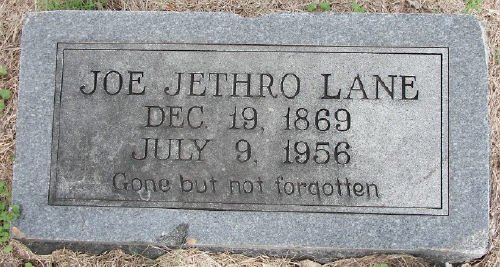 JOE JETHRO LANE
DEC. 19, 1869
JULY 9, 1956
Gone but not forgotten